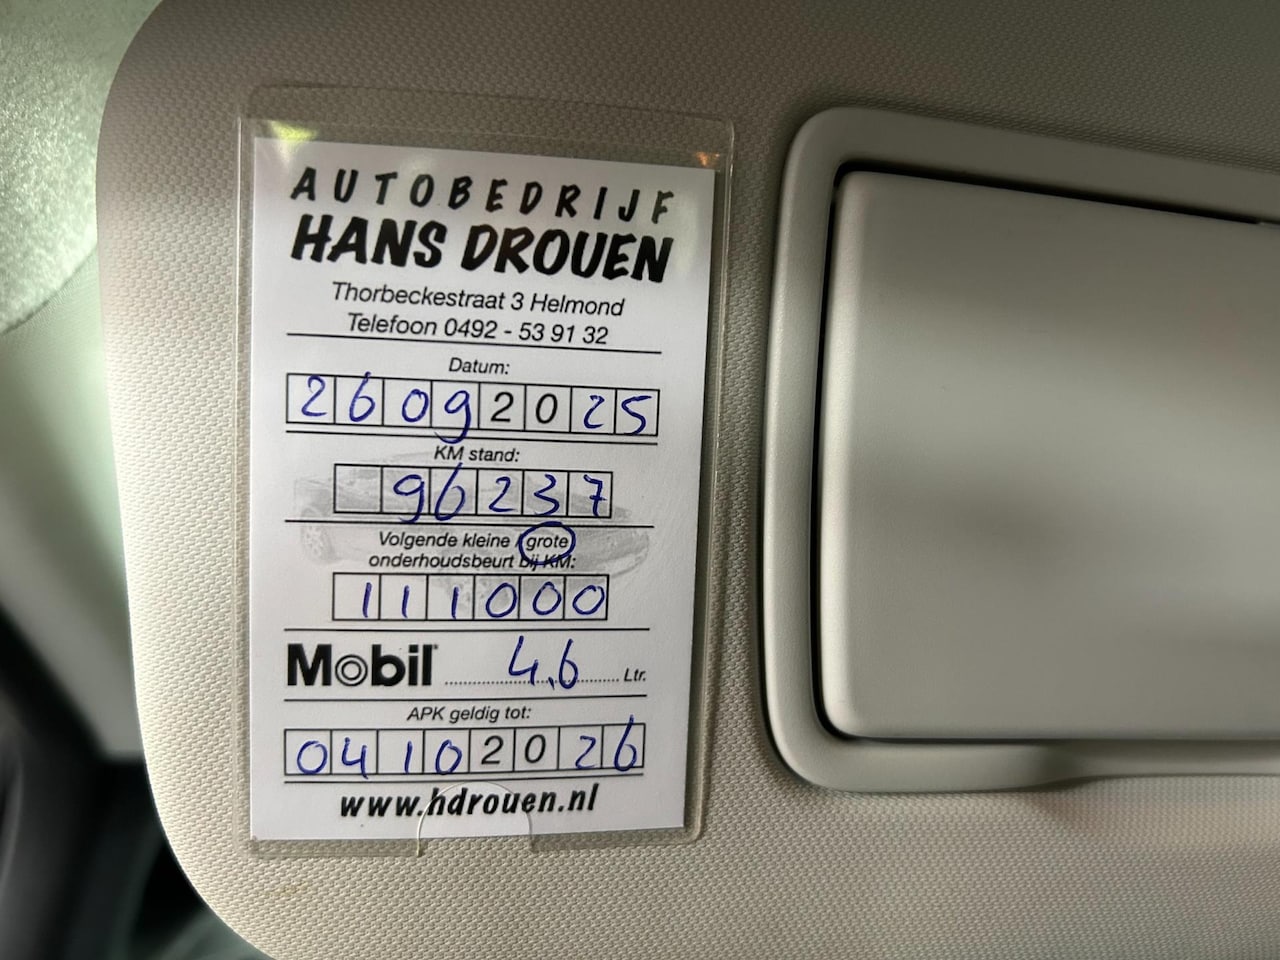 AUTOBEDRIJF
HANS DROUEN
Thorbeckestraat 3 Helmond
Telefoon 0492 - 53 91 32
Datum:
26092025
KM stand:
96237
Volgende kleine / grote
onderhoudsbeurt bij KM:
111000
Mobil 4,6 Ltr.
APK geldig tot:
04102026
www.hdrouen.nl